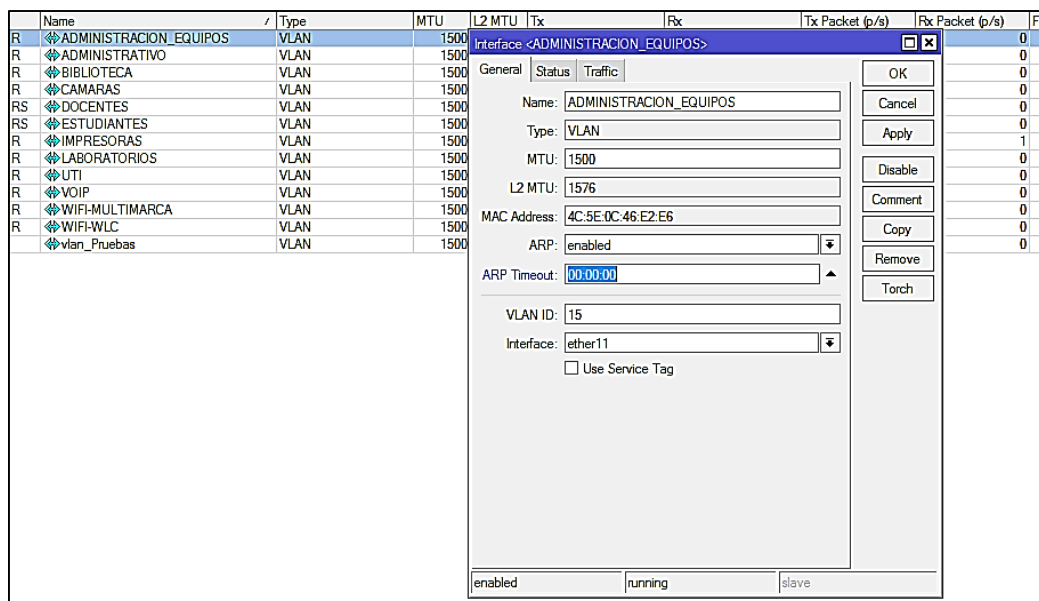 Name / Type MTU L2 MTU Tx Rx Tx Packet (p/s) Rx Packet (p/s) F
R ADMINISTRACION_EQUIPOS VLAN 1500 0
R ADMINISTRATIVO VLAN 1500 0
R BIBLIOTECA VLAN 1500 0
R CAMARAS VLAN 1500 0
RS DOCENTES VLAN 1500 0
RS ESTUDIANTES VLAN 1500 0
R IMPRESORAS VLAN 1500 1
R LABORATORIOS VLAN 1500 0
R UTI VLAN 1500 0
R VOIP VLAN 1500 0
R WIFI-MULTIMARCA VLAN 1500 0
R WIFI-WLC VLAN 1500 0
vlan_Pruebas VLAN 1500 0
Interface <ADMINISTRACION_EQUIPOS>
General Status Traffic
Name: ADMINISTRACION_EQUIPOS
Type: VLAN
MTU: 1500
L2 MTU: 1576
MAC Address: 4C:5E:0C:46:E2:E6
ARP: enabled
ARP Timeout: 00:00:00
VLAN ID: 15
Interface: ether11
Use Service Tag
OK
Cancel
Apply
Disable
Comment
Copy
Remove
Torch
enabled running slave